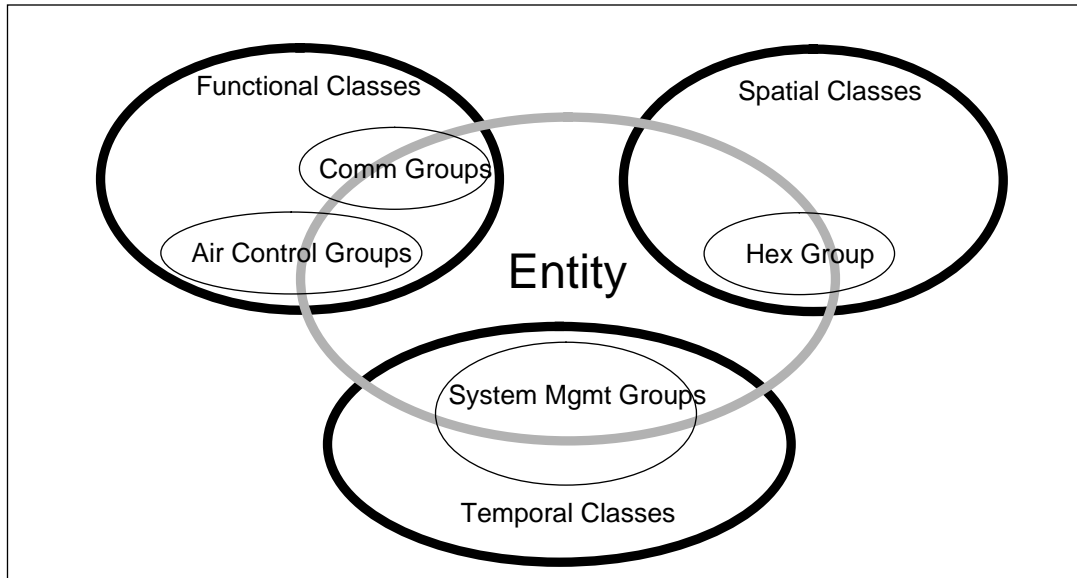 Functional Classes
Spatial Classes
Comm Groups
Air Control Groups
Hex Group
Entity
System Mgmt Groups
Temporal Classes